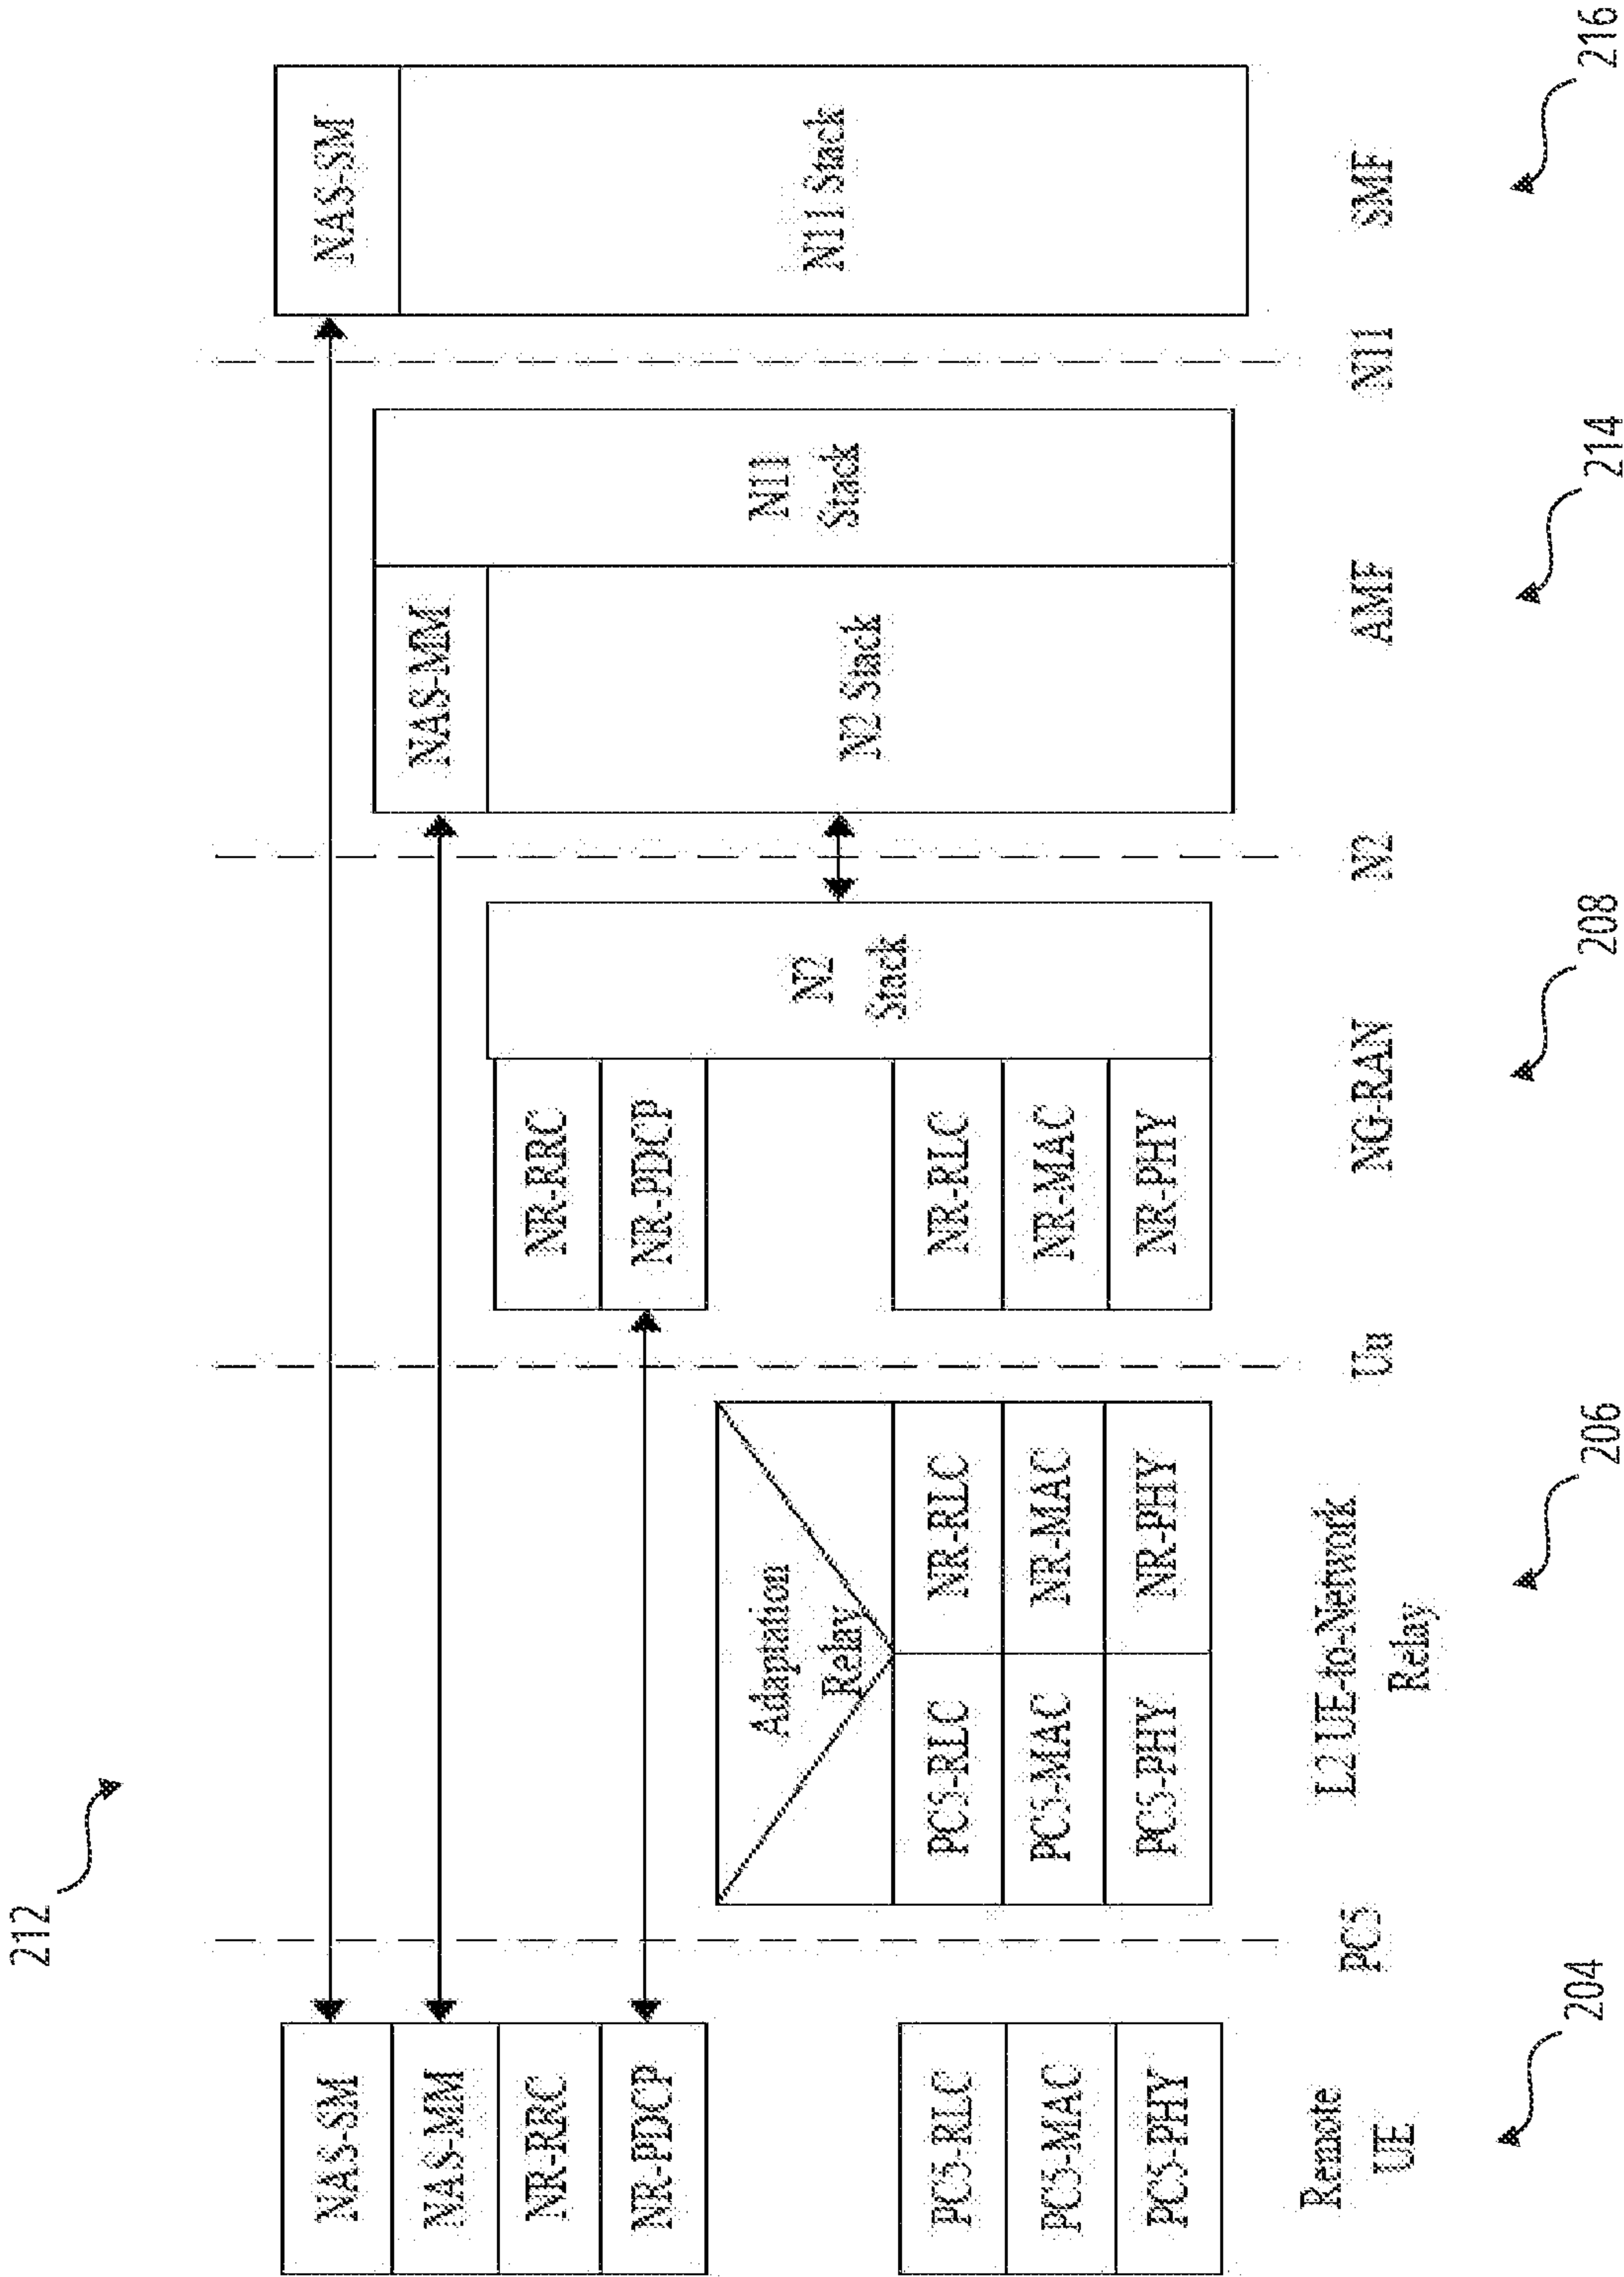 212
NAS-SM
NAS-MM
NR-RRC
NR-PDCP
PC5-RLC
PC5-MAC
PC5-PHY
Remote
UE
204
PC5
Adaptation
Relay
PC5-RLC
NR-RLC
PC5-MAC
NR-MAC
PC5-PHY
NR-PHY
L2 UE-to-Network
Relay
206
Uu
NR-RRC
NR-PDCP
NR-RLC
NR-MAC
NR-PHY
N2
Stack
NG-RAN
208
N2
NAS-MM
N2 Stack
N11
Stack
AMF
214
N11
NAS-SM
N11 Stack
SMF
216